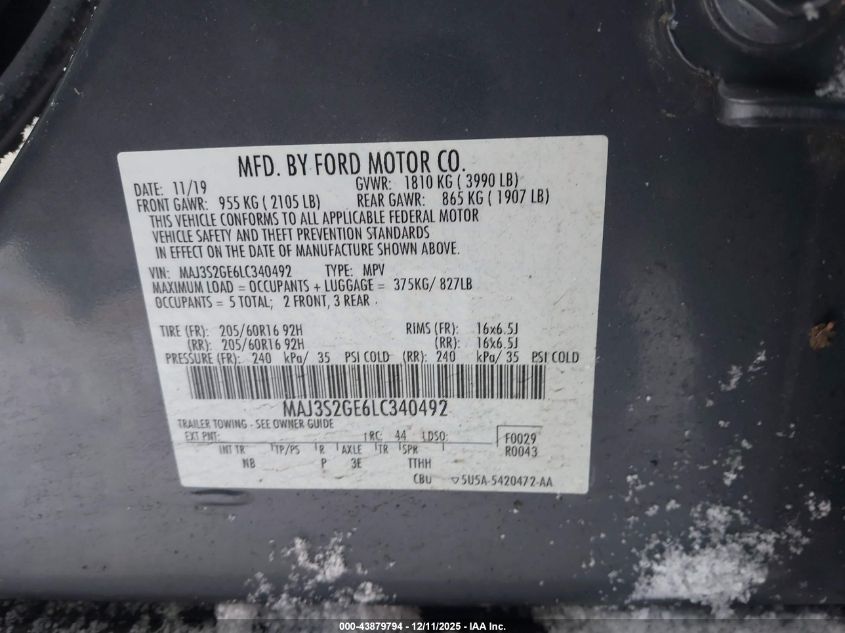 MFD. BY FORD MOTOR CO.
DATE: 11/19 GVWR: 1810 KG ( 3990 LB)
FRONT GAWR: 955 KG ( 2105 LB) REAR GAWR: 865 KG ( 1907 LB)
THIS VEHICLE CONFORMS TO ALL APPLICABLE FEDERAL MOTOR
VEHICLE SAFETY AND THEFT PREVENTION STANDARDS
IN EFFECT ON THE DATE OF MANUFACTURE SHOWN ABOVE.
VIN: MAJ3S2GE6LC340492 TYPE: MPV
MAXIMUM LOAD = OCCUPANTS + LUGGAGE = 375KG/ 827LB
OCCUPANTS = 5 TOTAL; 2 FRONT, 3 REAR
TIRE (FR): 205/60R16 92H RIMS (FR): 16x6.5J
(RR): 205/60R16 92H (RR): 16x6.5J
PRESSURE (FR): 240 kPa/ 35 PSI COLD (RR): 240 kPa/ 35 PSI COLD
MAJ3S2GE6LC340492
TRAILER TOWING - SEE OWNER GUIDE
EXT PNT: RC: 44 LDSO: F0029
INT TR TP/PS R AXLE TR SPR R0043
NB P 3E TTHH
CBU 5U5A-5420472-AA
000-43879794 - 12/11/2025 - IAA Inc.